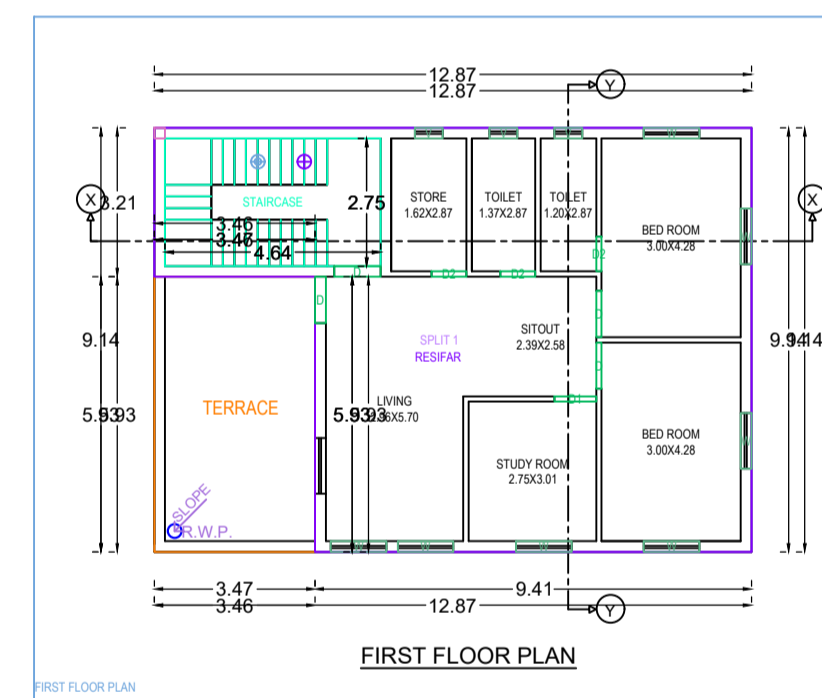 12.87
12.87
Y
X
X
3.21
STAIRCASE
2.75
3.46
3.46
4.64
STORE
1.62X2.87
TOILET
1.37X2.87
TOILET
1.20X2.87
BED ROOM
3.00X4.28
D
D2
D2
D2
D
D
D
9.14
9.14
SPLIT 1
RESIFAR
SITOUT
2.39X2.58
TERRACE
LIVING
5.93
5.93
5.93
D1
STUDY ROOM
2.75X3.01
BED ROOM
3.00X4.28
SLOPE
R.W.P.
3.47
9.41
3.46
12.87
Y
FIRST FLOOR PLAN
FIRST FLOOR PLAN